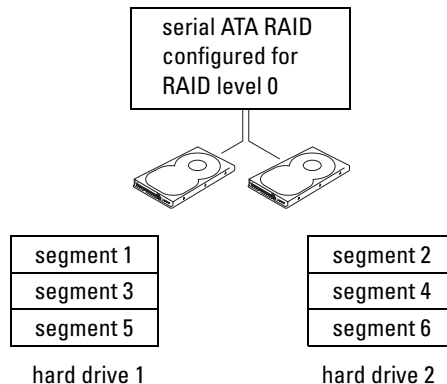 serial ATA RAID
configured for
RAID level 0
segment 1
segment 3
segment 5
hard drive 1
segment 2
segment 4
segment 6
hard drive 2